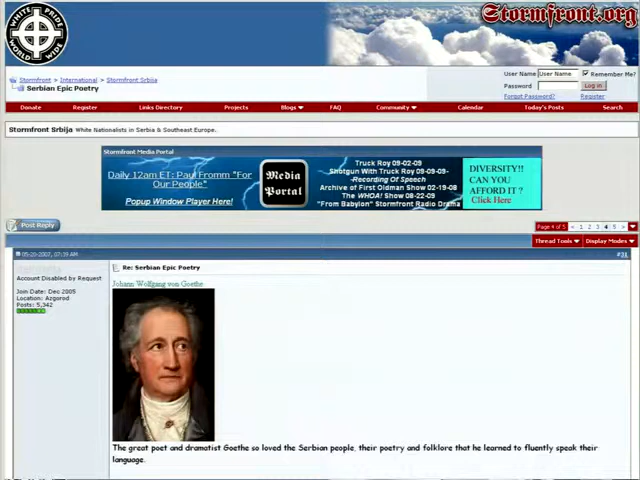 WHITE PRIDE
WORLD WIDE
Stormfront.org
Stormfront > International > Stormfront Srbija
Serbian Epic Poetry
User Name User Name Remember Me?
Password Log in
Forgot Password? Register
Donate Register Links Directory Projects Blogs FAQ Community Calendar Today's Posts Search
Stormfront Srbija White Nationalists in Serbia & Southeast Europe.
Stormfront Media Portal
Daily 12am ET: Paul Fromm "For Our People"
Popup Window Player Here!
Media Portal
Truck Roy 09-02-09
Shotgun With Truck Roy 09-09-09-
-Recording Of Speech
Archive of First Oldman Show 02-19-08
The WHOA! Show 08-22-09
"From Babylon" Stormfront Radio Drama
DIVERSITY!!
CAN YOU
AFFORD IT ?
Click Here
Post Reply
Page 4 of 5 < 1 2 3 4 5 >
Thread Tools Display Modes
05-20-2007, 07:39 AM #31
Account Disabled by Request
Join Date: Dec 2005
Location: Azgorod
Posts: 5,342
Re: Serbian Epic Poetry
Johann Wolfgang von Goethe
The great poet and dramatist Goethe so loved the Serbian people, their poetry and folklore that he learned to fluently speak their
language.